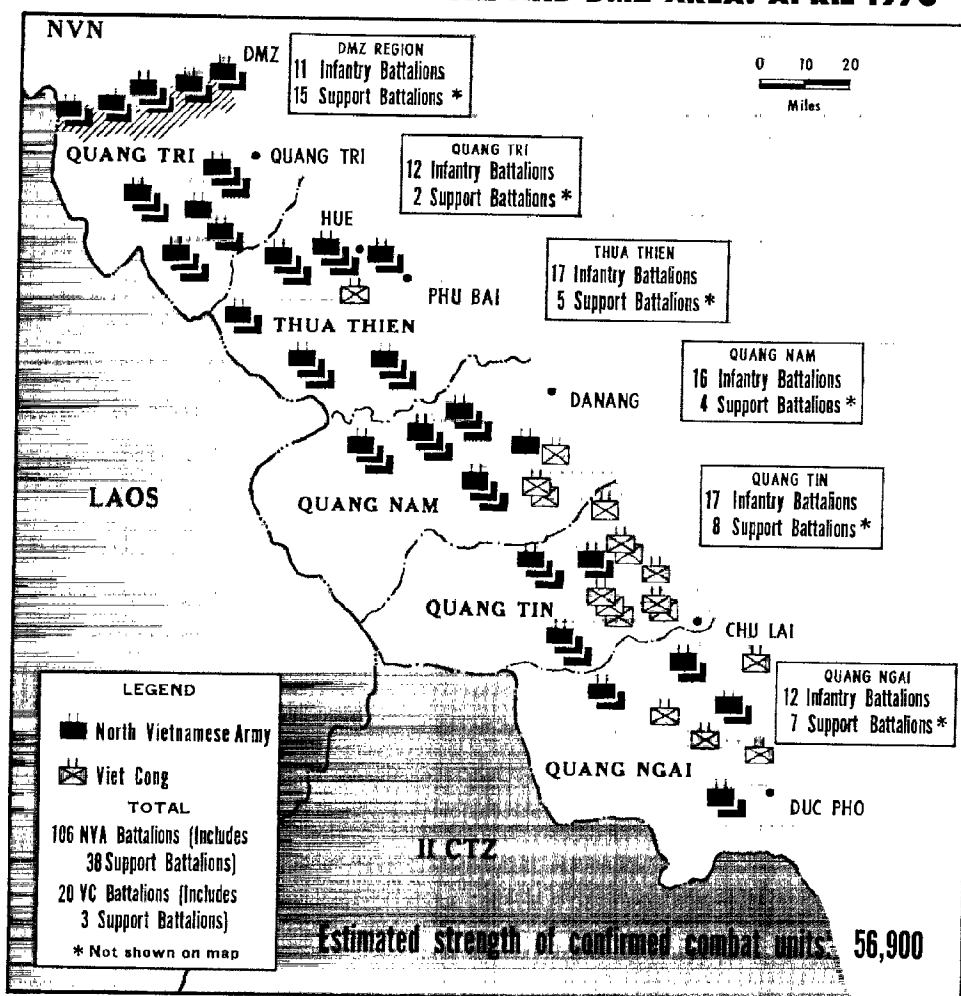 AND DMZ AREA: APRIL 1970
NVN
DMZ
DMZ REGION
11 Infantry Battalions
15 Support Battalions *
0 10 20
Miles
QUANG TRI
QUANG TRI
QUANG TRI
12 Infantry Battalions
2 Support Battalions *
HUE
PHU BAI
THUA THIEN
THUA THIEN
17 Infantry Battalions
5 Support Battalions *
QUANG NAM
16 Infantry Battalions
4 Support Battalions *
DANANG
LAOS
QUANG NAM
QUANG TIN
17 Infantry Battalions
8 Support Battalions *
QUANG TIN
CHU LAI
QUANG NGAI
12 Infantry Battalions
7 Support Battalions *
QUANG NGAI
DUC PHO
II CTZ
LEGEND
North Vietnamese Army
Viet Cong
TOTAL
106 NVA Battalions (Includes
38 Support Battalions)
20 VC Battalions (Includes
3 Support Battalions)
* Not shown on map
Estimated strength of confirmed combat units: 56,900